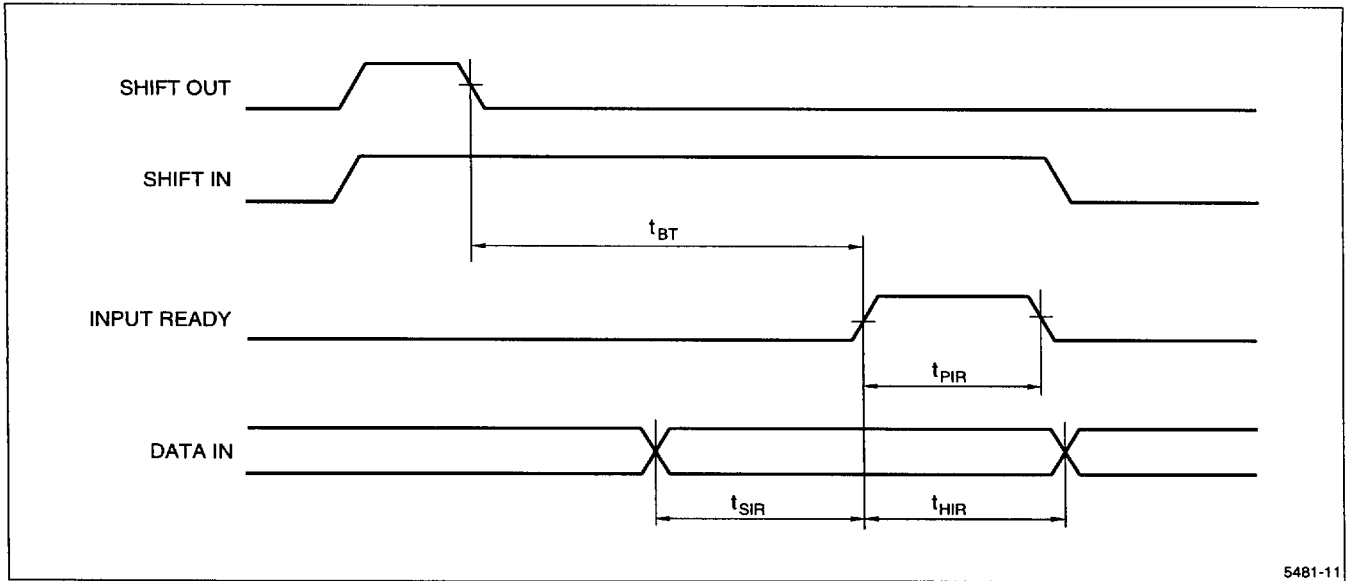 SHIFT OUT
SHIFT IN
tBT
INPUT READY
tPIR
DATA IN
tSIR
tHIR
5481-11